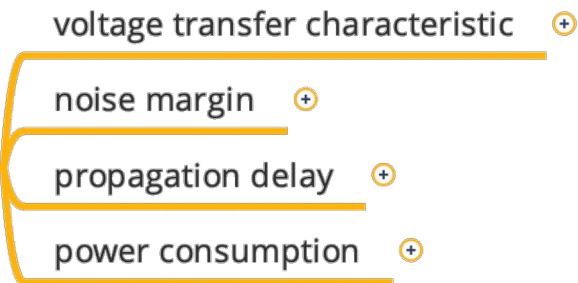 voltage transfer characteristic
noise margin
propagation delay
power consumption